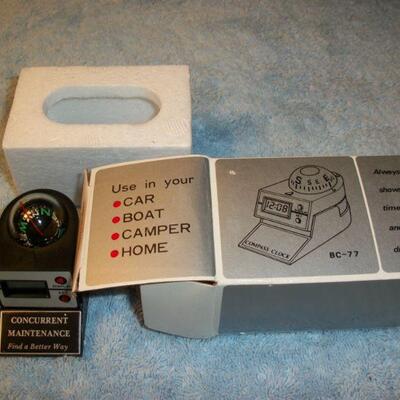 Use in your
CAR
BOAT
CAMPER
HOME
S S E E
12:08
COMPASS CLOCK
BC-77
Always
show
time
and
d
CONCURRENT
MAINTENANCE
Find a Better Way